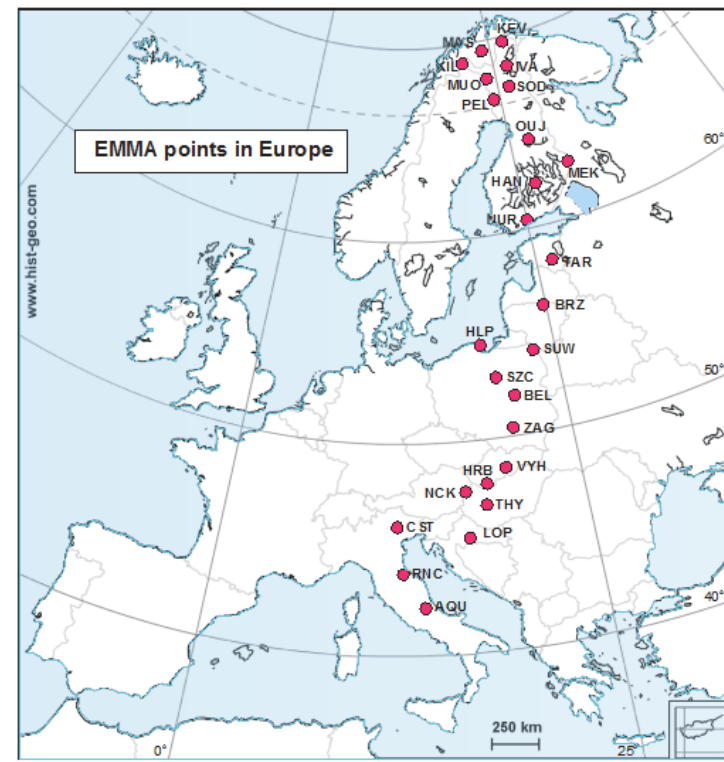 KEV
MAS
KIL
IVA
MUO
SOD
PEL
OUJ
60°
EMMA points in Europe
MEK
HAN
NUR
www.hist-geo.com
TAR
BRZ
HLP
SUW
50°
SZC
BEL
ZAG
VYH
HRB
NCK
THY
CST
LOP
RNC
40°
AQU
250 km
0°
25°